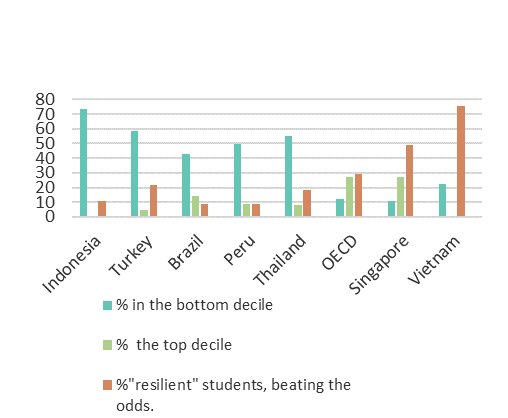 80
70
60
50
40
30
20
10
0
Indonesia
Turkey
Brazil
Peru
Thailand
OECD
Singapore
Vietnam
% in the bottom decile
% the top decile
%"resilient" students, beating the
odds.